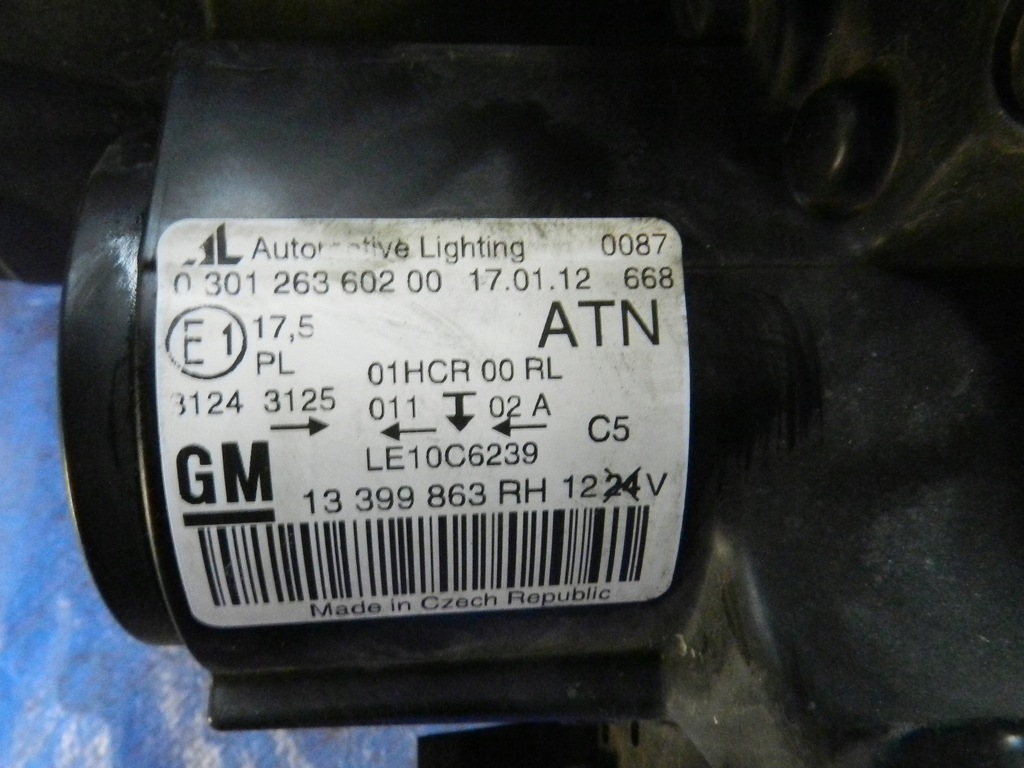 AL Automotive Lighting 0087
0 301 263 602 00 17.01.12 668
E1 17,5 ATN
PL 01HCR 00 RL
3124 3125 011 02 A
C5
LE10C6239
GM 13 399 863 RH 12 24 V
Made in Czech Republic